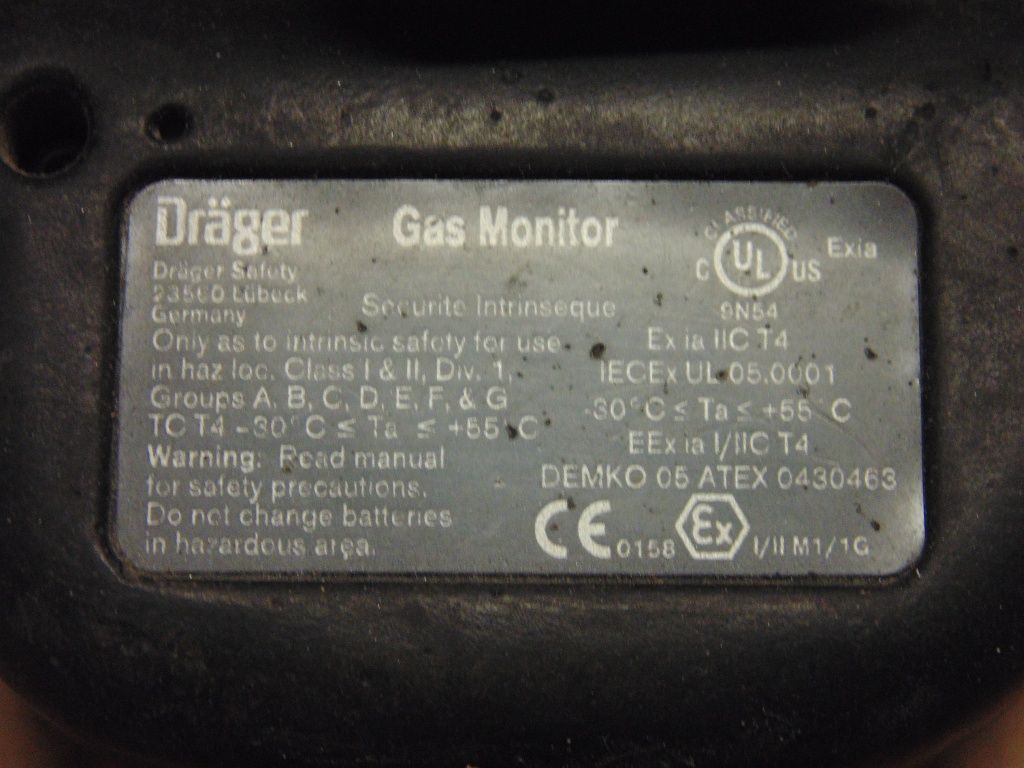 Dräger
Gas Monitor
CLASSIFIED
C UL US
Exia
9N54
Dräger Safety
23560 Lübeck
Germany
Securite Intrinseque
Only as to intrinsic safety for use
in haz loc. Class I & II, Div. 1,
Groups A, B, C, D, E, F, & G
TC T4 -30°C ≤ Ta ≤ +55°C
Warning: Read manual
for safety precautions.
Do not change batteries
in hazardous area.
Ex ia IIC T4
IECEx UL 05.0001
-30°C ≤ Ta ≤ +55°C
EEx ia I/IIC T4
DEMKO 05 ATEX 0430463
CE 0158 Ex I/II M1/1G